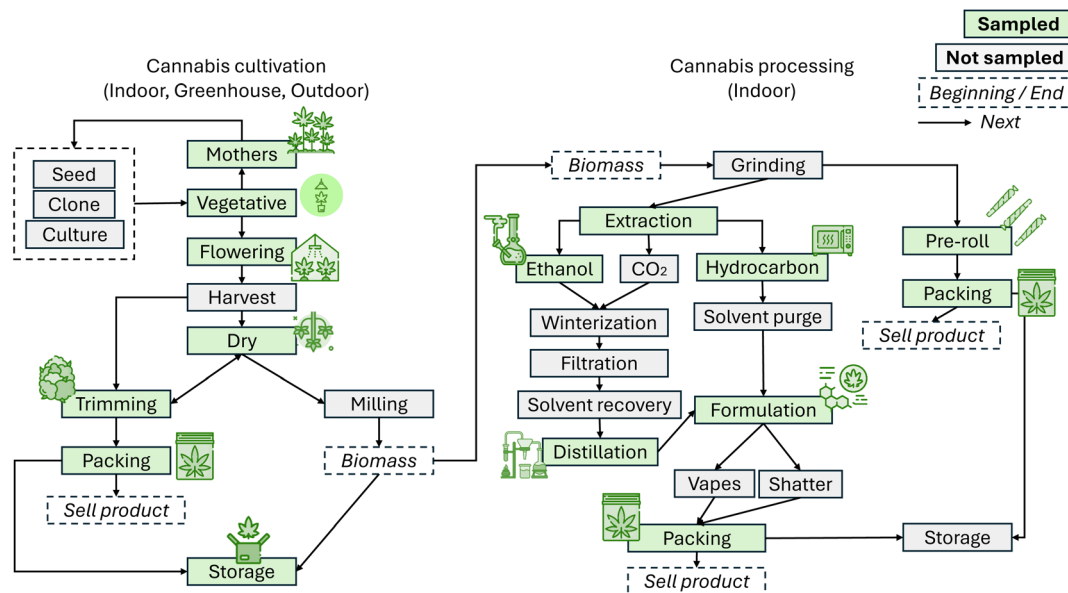 Sampled
Not sampled
Beginning / End
Next
Cannabis cultivation
(Indoor, Greenhouse, Outdoor)
Mothers
Seed
Clone
Culture
Vegetative
Flowering
Harvest
Dry
Trimming
Milling
Packing
Biomass
Sell product
Storage
Cannabis processing
(Indoor)
Biomass
Grinding
Extraction
Ethanol
CO₂
Hydrocarbon
Winterization
Solvent purge
Filtration
Solvent recovery
Distillation
Formulation
Vapes
Shatter
Packing
Sell product
Pre-roll
Packing
Sell product
Storage